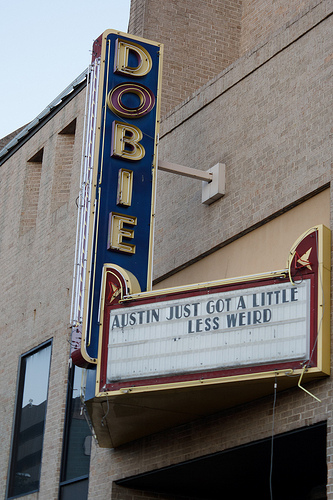 DOBIE
AUSTIN JUST GOT A LITTLE
LESS WEIRD